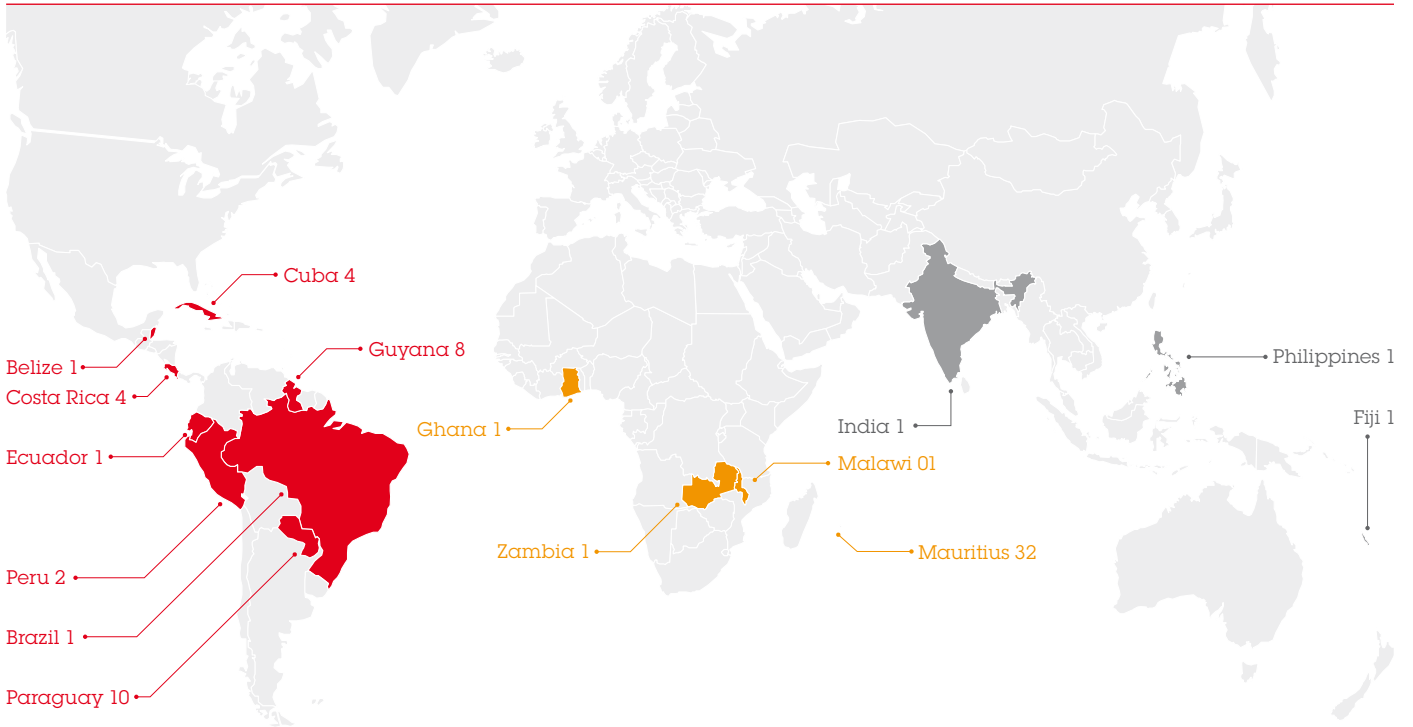 Cuba 4
Belize 1
Guyana 8
Costa Rica 4
Ecuador 1
Peru 2
Brazil 1
Paraguay 10
Ghana 1
Zambia 1
Malawi 01
Mauritius 32
India 1
Philippines 1
Fiji 1